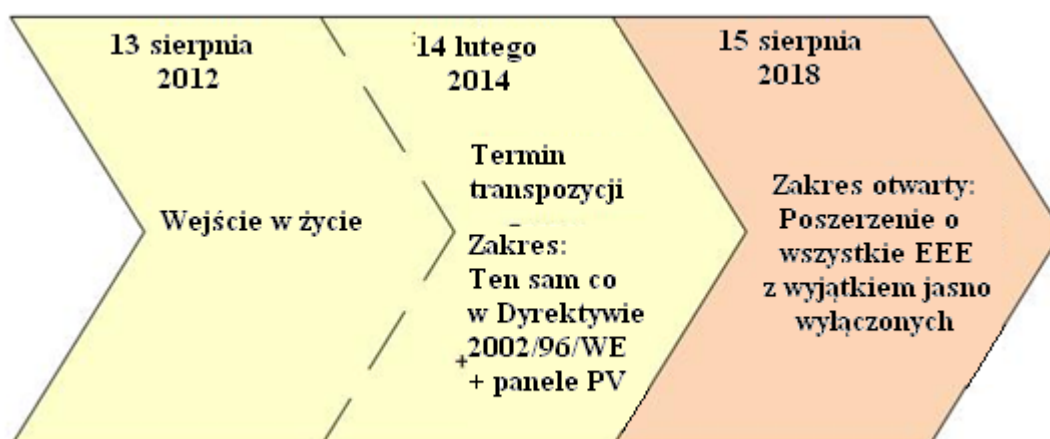 13 sierpnia
2012
Wejście w życie
14 lutego
2014
Termin
transpozycji
Zakres:
Ten sam co
w Dyrektywie
+2002/96/WE
+ panele PV
15 sierpnia
2018
Zakres otwarty:
Poszerzenie o
wszystkie EEE
z wyjątkiem jasno
wyłączonych